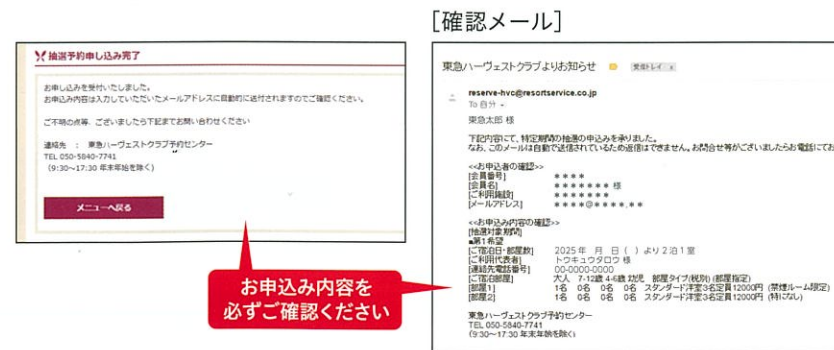 [確認メール]
抽選予約申し込み完了
お申し込みを受付いたしました。
お申込み内容は入力していただいたメールアドレスに自動的に送付されますのでご確認ください。
ご不明の点等、ございましたら下記までお問い合わせください
連絡先 : 東急ハーヴェストクラブ予約センター
TEL 050-5840-7741
(9:30～17:30 年末年始を除く)
メニューへ戻る
お申込み内容を
必ずご確認ください
東急ハーヴェストクラブよりお知らせ 受信トレイ x
reserve-hvc@resortservice.co.jp
To 自分
東急太郎 様
下記内容にて、特定期間の抽選の申込みを承りました。
なお、このメールは自動で送信されているため返信はできません。お問合せ等がございましたらお電話にてお
<<お申込者の確認>>
[会員番号] ＊＊＊＊
[会員名] ＊＊＊＊＊＊＊ 様
[ご利用施設] ＊＊＊＊＊＊
[メールアドレス] ＊＊＊＊@＊＊＊＊.＊＊
<<お申込み内容の確認>>
[抽選対象期間]
■第1希望
[ご宿泊日・部屋数] 2025年 月 日 ( ) より2泊1室
[ご利用代表者] トウキュウタロウ 様
[連絡先電話番号] 00-0000-0000
[ご宿泊部屋] 大人 7-12歳 4-6歳 幼児 部屋タイプ(税別) (部屋指定)
[部屋1] 1名 0名 0名 0名 スタンダード洋室3名定員12000円 (禁煙ルーム限定)
[部屋2] 1名 0名 0名 0名 スタンダード洋室3名定員12000円 (特になし)
東急ハーヴェストクラブ予約センター
TEL 050-5840-7741
(9:30～17:30 年末年始を除く)